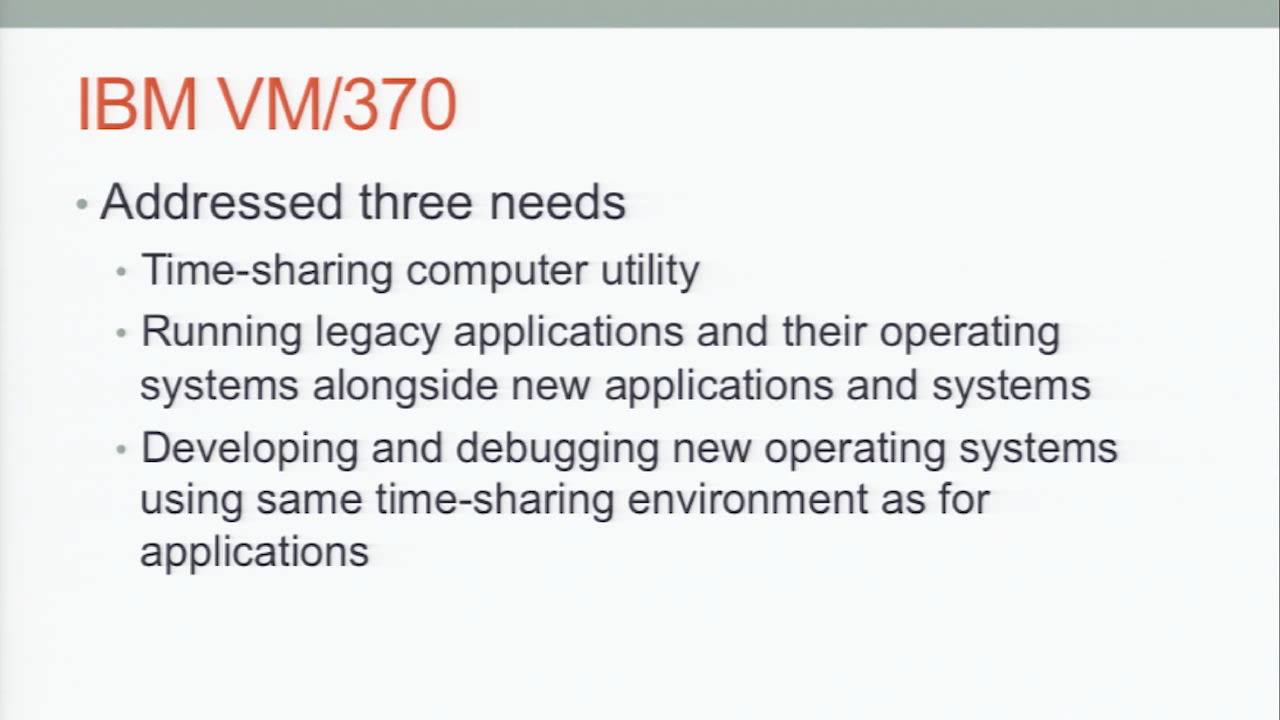 IBM VM/370
• Addressed three needs
• Time-sharing computer utility
• Running legacy applications and their operating
systems alongside new applications and systems
• Developing and debugging new operating systems
using same time-sharing environment as for
applications